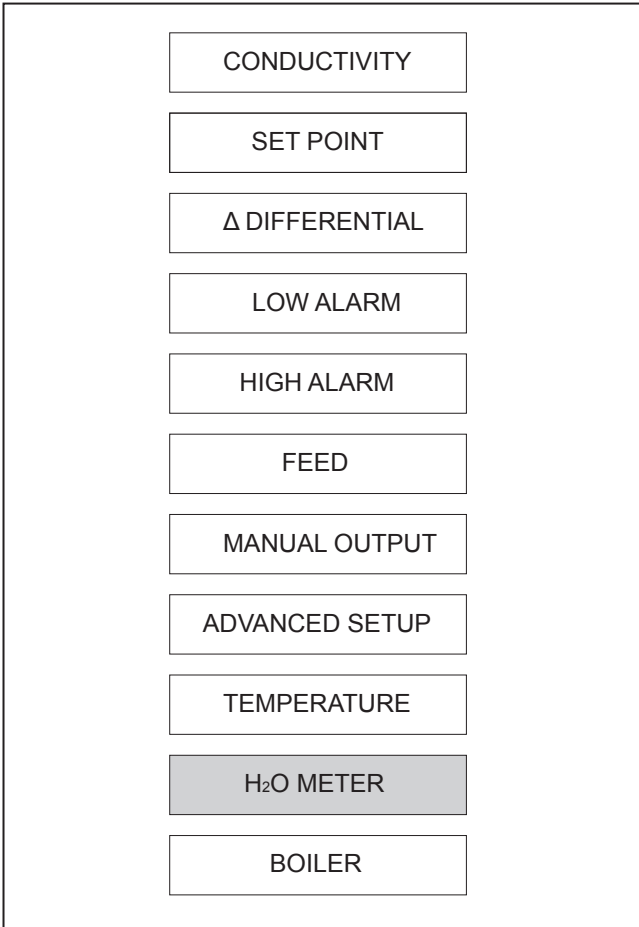 CONDUCTIVITY
SET POINT
Δ DIFFERENTIAL
LOW ALARM
HIGH ALARM
FEED
MANUAL OUTPUT
ADVANCED SETUP
TEMPERATURE
H₂O METER
BOILER